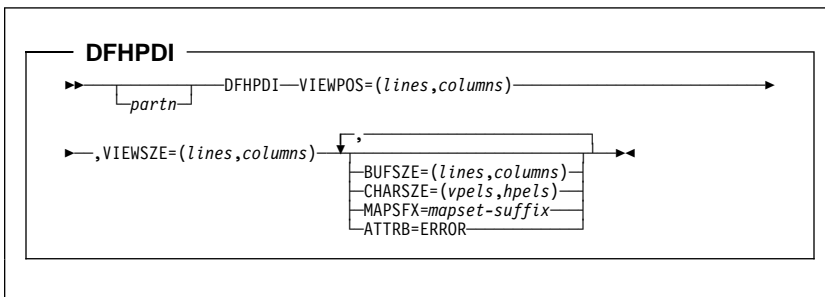 DFHPDI
DFHPDI VIEWPOS=(lines,columns)
partn
,
,VIEWSZE=(lines,columns)
BUFSZE=(lines,columns)
CHARSZE=(vpels,hpels)
MAPSFX=mapset-suffix
ATTRB=ERROR